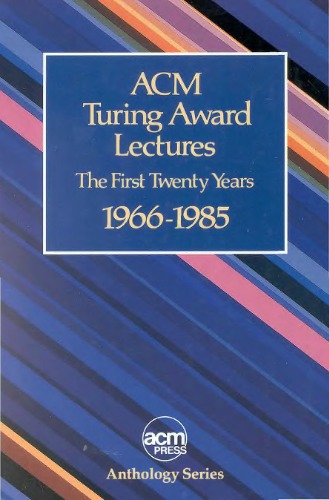 ACM
Turing Award
Lectures
The First Twenty Years
1966-1985
acm
PRESS
Anthology Series